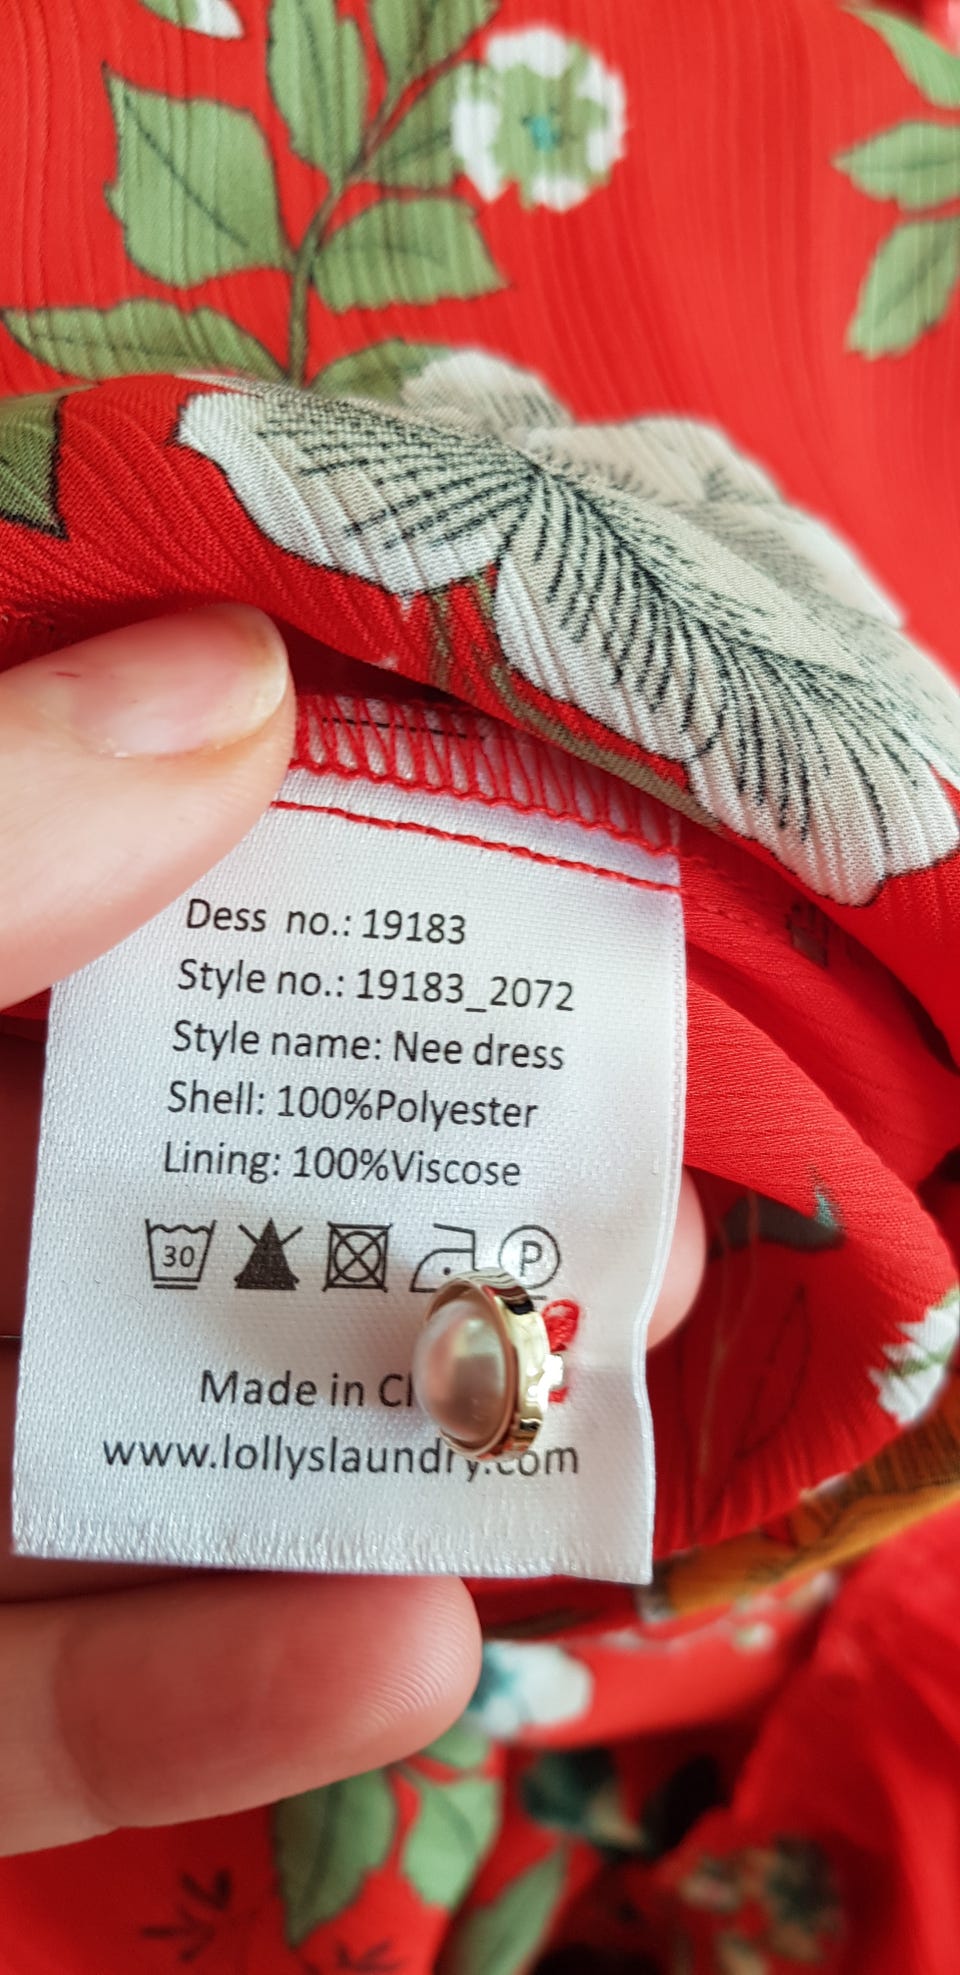 Dess no.: 19183
Style no.: 19183_2072
Style name: Nee dress
Shell: 100%Polyester
Lining: 100%Viscose
30 P
Made in
www.lollyslaundry.com